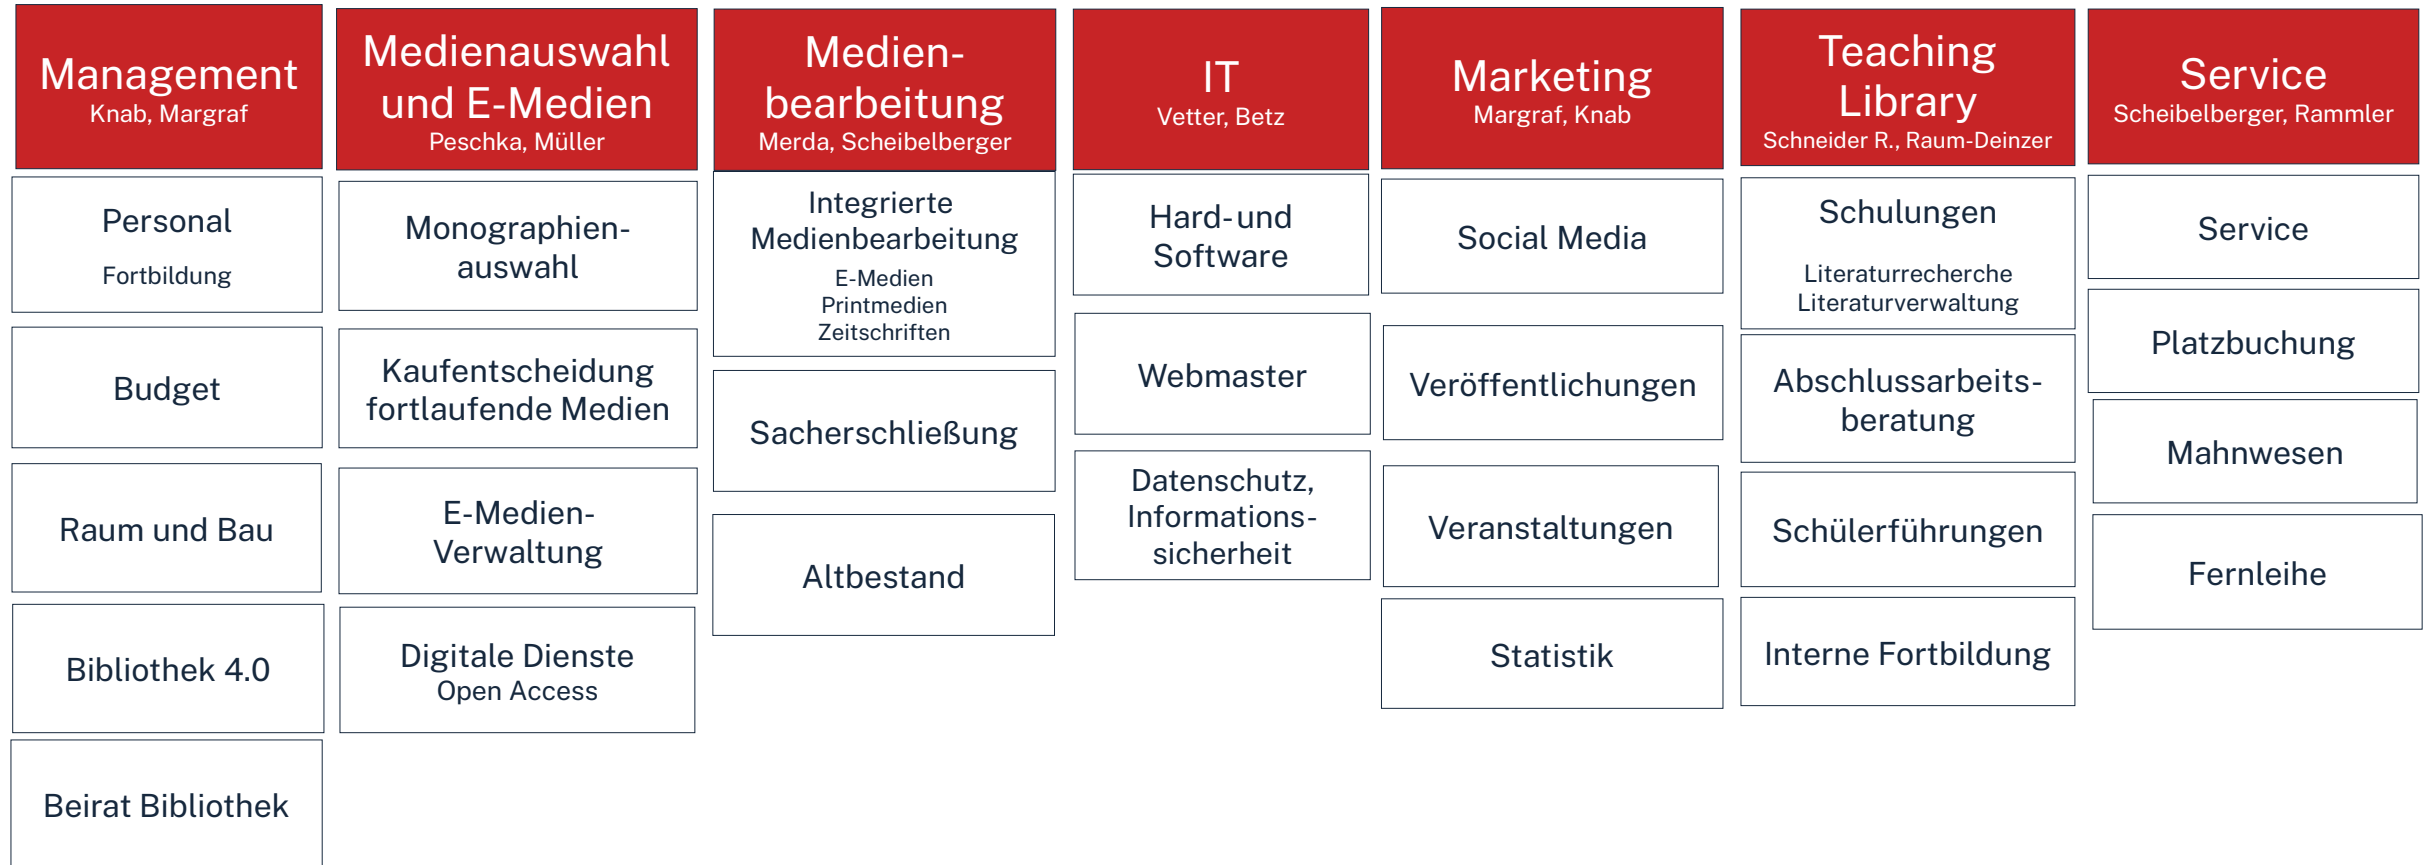 Management
Knab, Margraf
Personal
Fortbildung
Budget
Raum und Bau
Bibliothek 4.0
Beirat Bibliothek
Medienauswahl
und E-Medien
Peschka, Müller
Monographien-
auswahl
Kaufentscheidung
fortlaufende Medien
E-Medien-
Verwaltung
Digitale Dienste
Open Access
Medien-
bearbeitung
Merda, Scheibelberger
Integrierte
Medienbearbeitung
E-Medien
Printmedien
Zeitschriften
Sacherschließung
Altbestand
IT
Vetter, Betz
Hard-und
Software
Webmaster
Datenschutz,
Informations-
sicherheit
Marketing
Margraf, Knab
Social Media
Veröffentlichungen
Veranstaltungen
Statistik
Teaching
Library
Schneider R., Raum-Deinzer
Schulungen
Literaturrecherche
Literaturverwaltung
Abschlussarbeits-
beratung
Schülerführungen
Interne Fortbildung
Service
Scheibelberger, Rammler
Service
Platzbuchung
Mahnwesen
Fernleihe